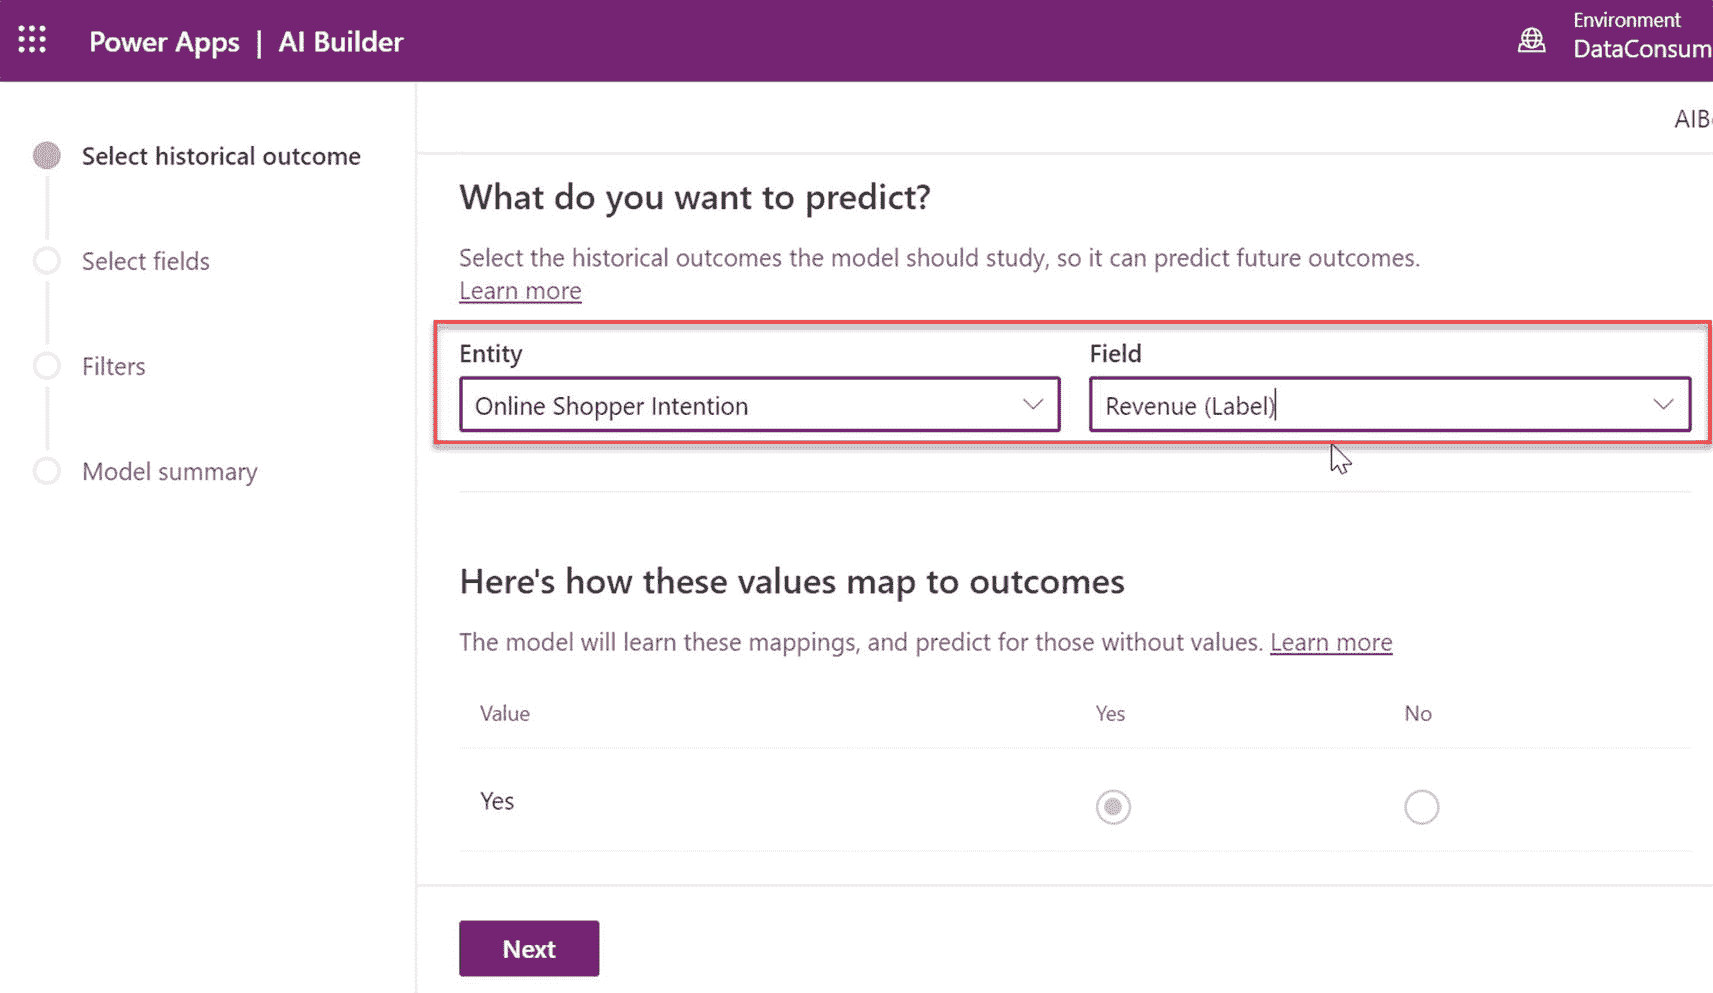 Power Apps | AI Builder
Environment
DataConsum
Select historical outcome
Select fields
Filters
Model summary
AIB
What do you want to predict?
Select the historical outcomes the model should study, so it can predict future outcomes.
Learn more
Entity
Field
Online Shopper Intention
Revenue (Label)
Here's how these values map to outcomes
The model will learn these mappings, and predict for those without values. Learn more
Value
Yes
No
Yes
Next